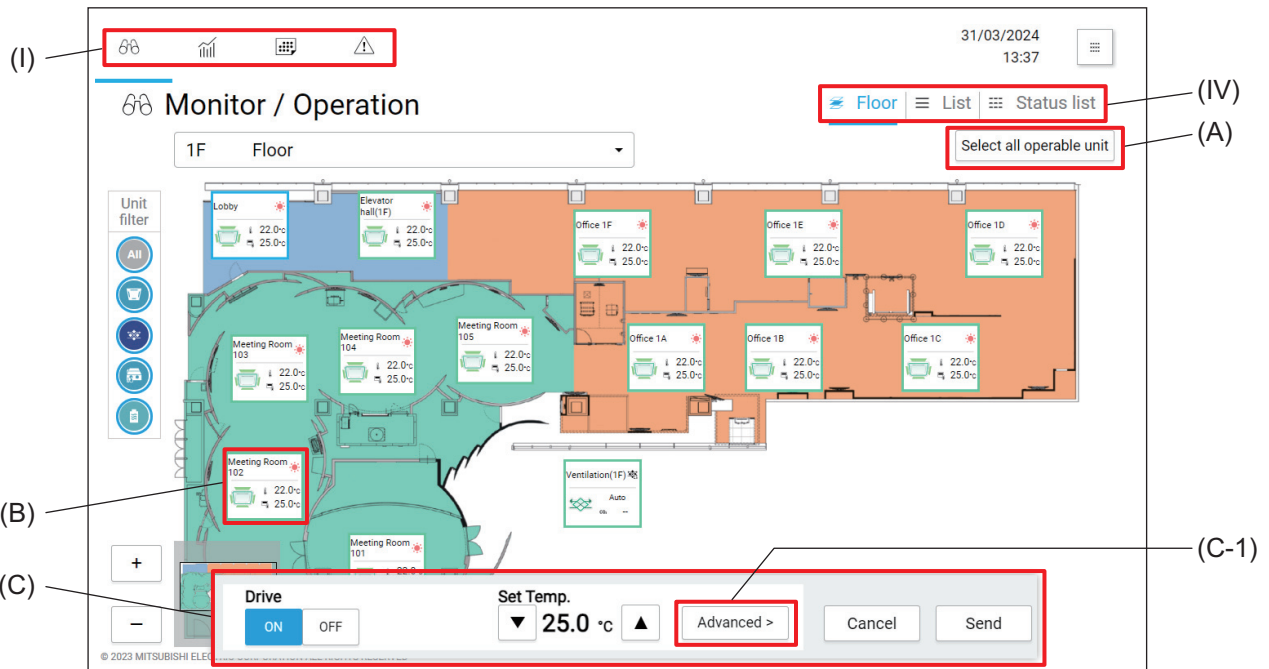 (I)
31/03/2024
13:37
Monitor / Operation
Floor
List
Status list
(IV)
1F Floor
Select all operable unit
(A)
Unit
filter
All
Lobby
22.0°c
25.0°c
Elevator
hall(1F)
22.0°c
25.0°c
Office 1F
22.0°c
25.0°c
Office 1E
22.0°c
25.0°c
Office 1D
22.0°c
25.0°c
Meeting Room
103
22.0°c
25.0°c
Meeting Room
104
22.0°c
25.0°c
Meeting Room
105
22.0°c
25.0°c
Office 1A
22.0°c
25.0°c
Office 1B
22.0°c
25.0°c
Office 1C
22.0°c
25.0°c
Meeting Room
102
22.0°c
25.0°c
(B)
Ventilation(1F)
Auto
CO₂ --
Meeting Room
101
(C-1)
+
(C)
Drive
ON OFF
Set Temp.
▼ 25.0 °c ▲
Advanced >
Cancel
Send
−
© 2023 MITSUBISHI